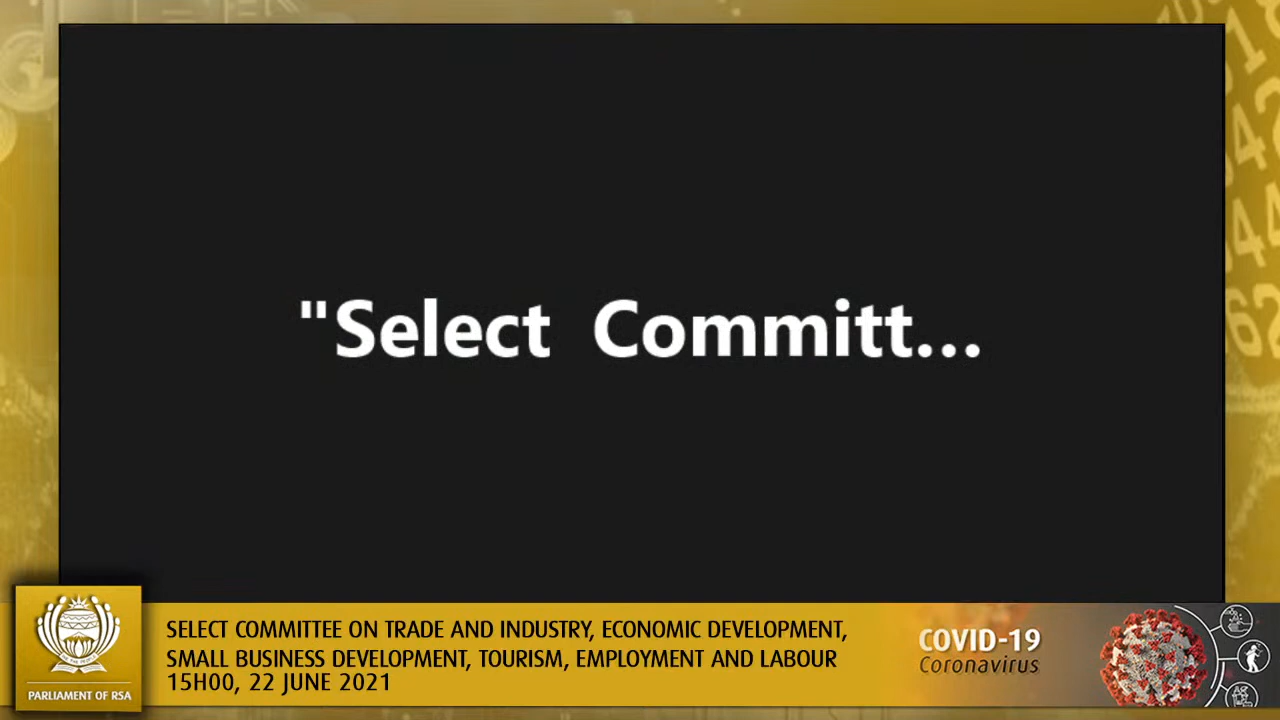 "Select Committ...
SELECT COMMITTEE ON TRADE AND INDUSTRY, ECONOMIC DEVELOPMENT,
SMALL BUSINESS DEVELOPMENT, TOURISM, EMPLOYMENT AND LABOUR
15H00, 22 JUNE 2021
PARLIAMENT OF RSA
COVID-19
Coronavirus